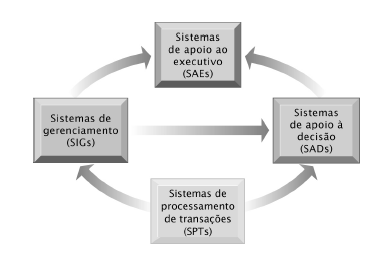 Sistemas
de apoio ao
executivo
(SAEs)
Sistemas de
gerenciamento
(SIGs)
Sistemas
de apoio à
decisão
(SADs)
Sistemas de
processamento
de transações
(SPTs)